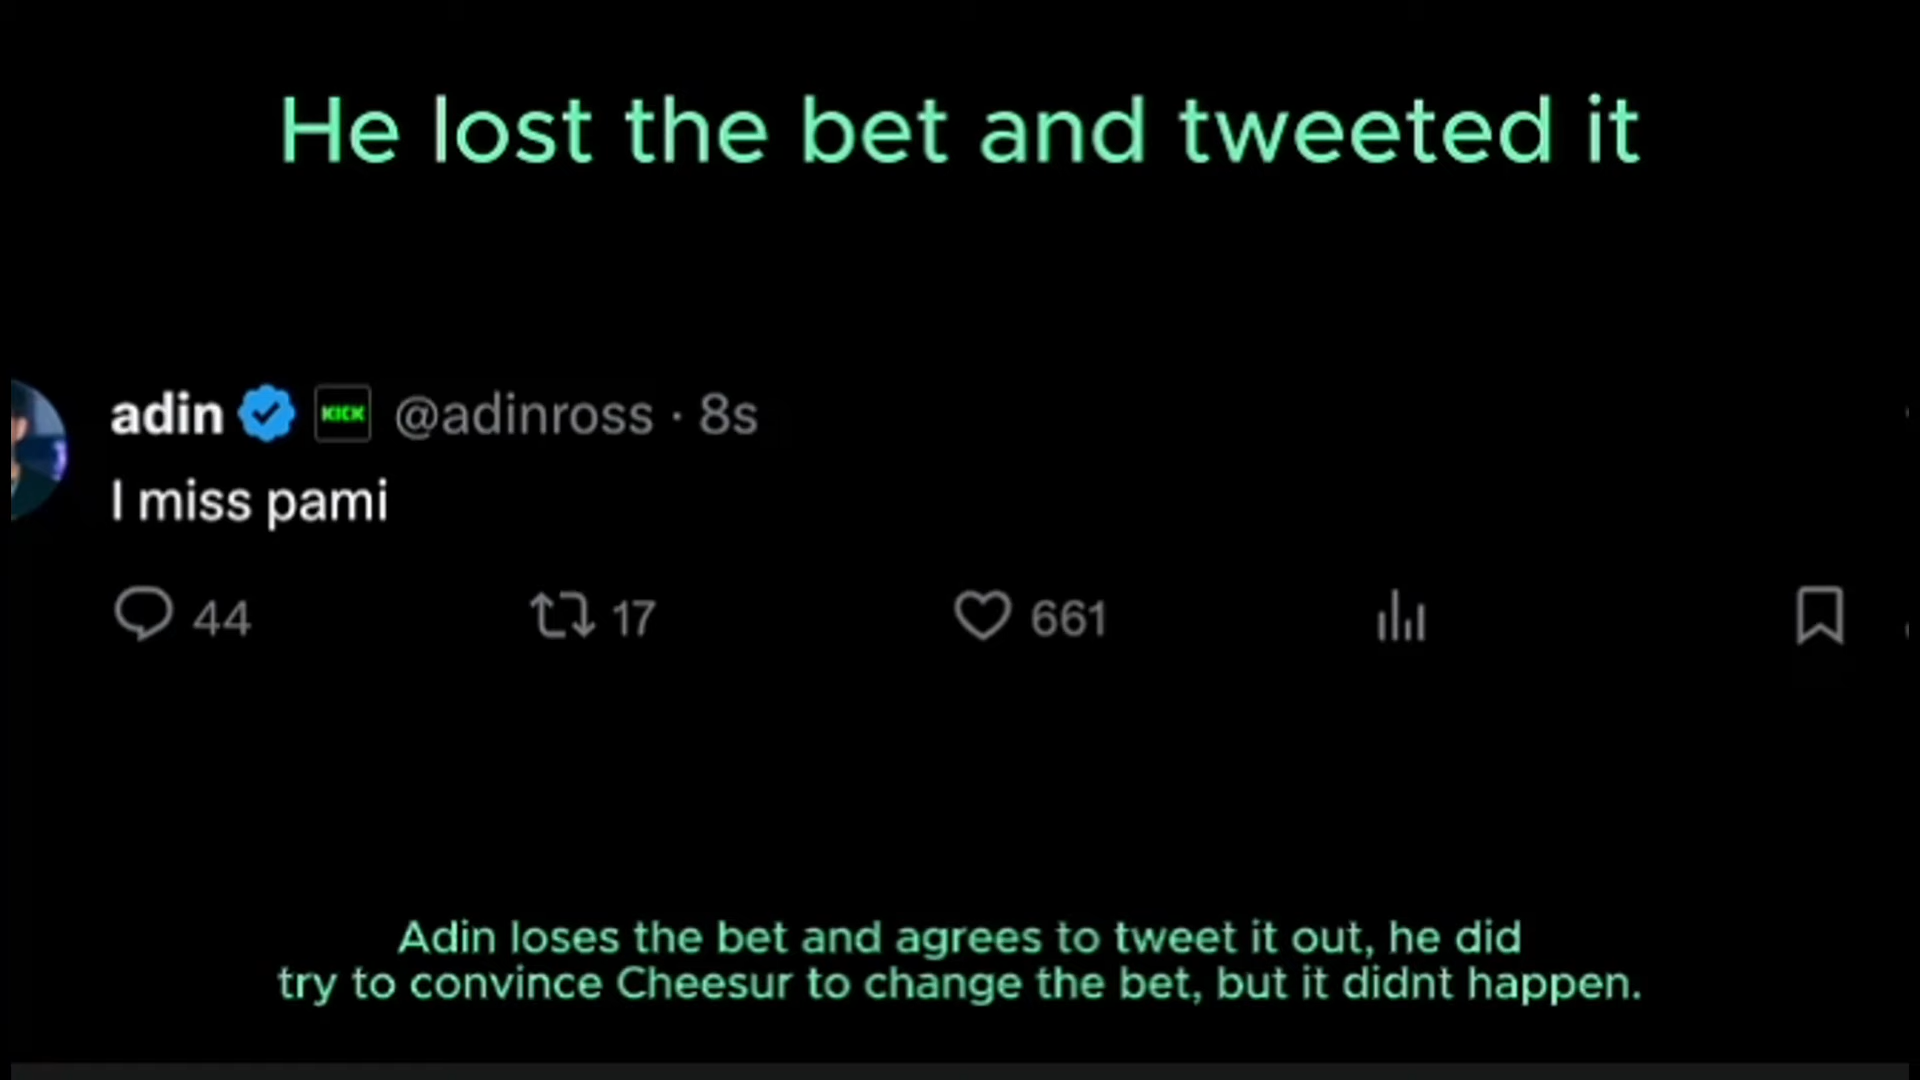 He lost the bet and tweeted it
adin KICK @adinross · 8s
I miss pami
44 17 661
Adin loses the bet and agrees to tweet it out, he did
try to convince Cheesur to change the bet, but it didnt happen.